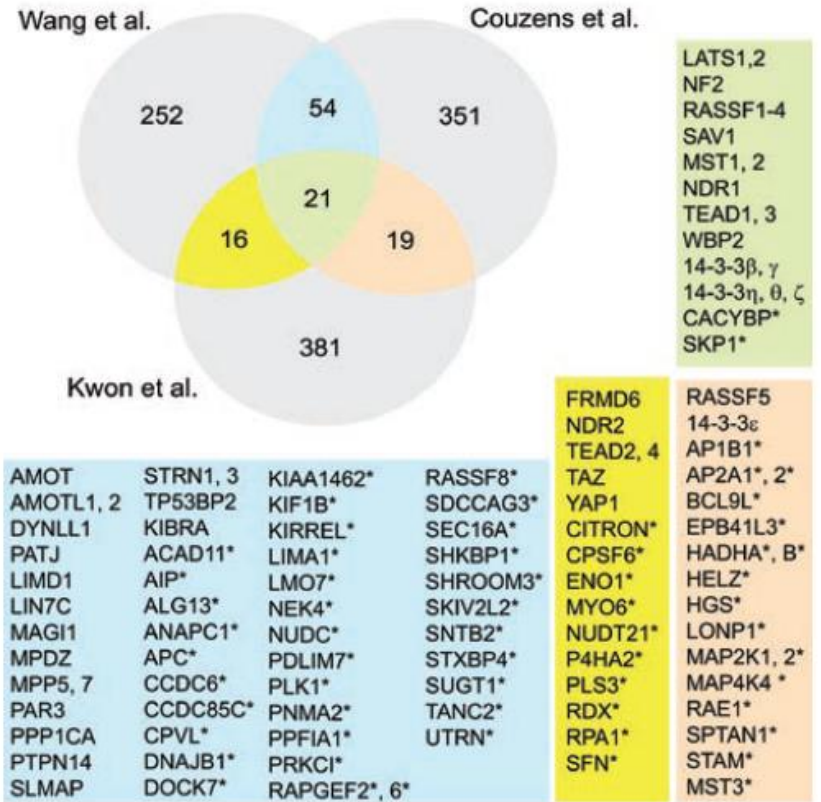 Wang et al.
Couzens et al.
252
54
351
21
16
19
381
Kwon et al.
LATS1,2
NF2
RASSF1-4
SAV1
MST1, 2
NDR1
TEAD1, 3
WBP2
14-3-3β, γ
14-3-3η, θ, ζ
CACYBP*
SKP1*
AMOT
AMOTL1, 2
DYNLL1
PATJ
LIMD1
LIN7C
MAGI1
MPDZ
MPP5, 7
PAR3
PPP1CA
PTPN14
SLMAP
STRN1, 3
TP53BP2
KIBRA
ACAD11*
AIP*
ALG13*
ANAPC1*
APC*
CCDC6*
CCDC85C*
CPVL*
DNAJB1*
DOCK7*
KIAA1462*
KIF1B*
KIRREL*
LIMA1*
LMO7*
NEK4*
NUDC*
PDLIM7*
PLK1*
PNMA2*
PPFIA1*
PRKCI*
RAPGEF2*, 6*
RASSF8*
SDCCAG3*
SEC16A*
SHKBP1*
SHROOM3*
SKIV2L2*
SNTB2*
STXBP4*
SUGT1*
TANC2*
UTRN*
FRMD6
NDR2
TEAD2, 4
TAZ
YAP1
CITRON*
CPSF6*
ENO1*
MYO6*
NUDT21*
P4HA2*
PLS3*
RDX*
RPA1*
SFN*
RASSF5
14-3-3ε
AP1B1*
AP2A1*, 2*
BCL9L*
EPB41L3*
HADHA*, B*
HELZ*
HGS*
LONP1*
MAP2K1, 2*
MAP4K4 *
RAE1*
SPTAN1*
STAM*
MST3*